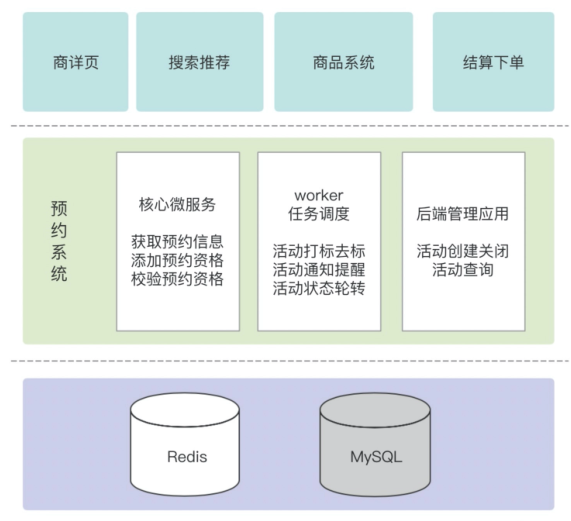 商详页
搜索推荐
商品系统
结算下单
预约系统
核心微服务
获取预约信息
添加预约资格
校验预约资格
worker
任务调度
活动打标去标
活动通知提醒
活动状态轮转
后端管理应用
活动创建关闭
活动查询
Redis
MySQL